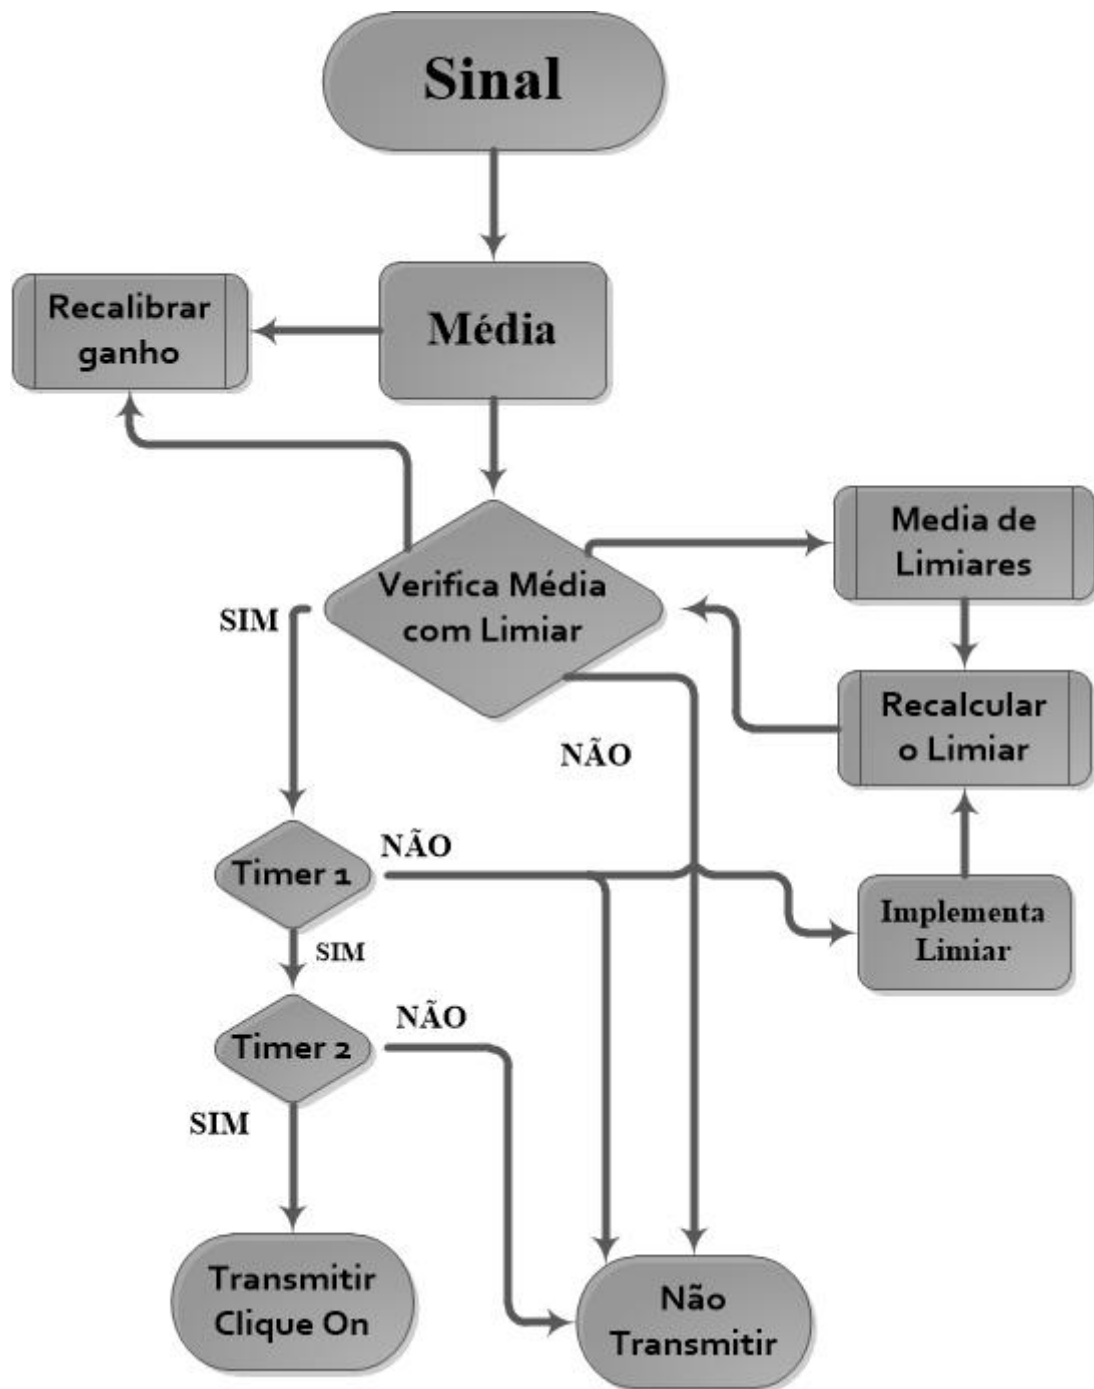 Sinal
Recalibrar
ganho
Média
Verifica Média
com Limiar
Media de
Limiares
SIM
NÃO
Recalcular
o Limiar
Timer 1
NÃO
Implementa
Limiar
SIM
Timer 2
NÃO
SIM
Transmitir
Clique On
Não
Transmitir